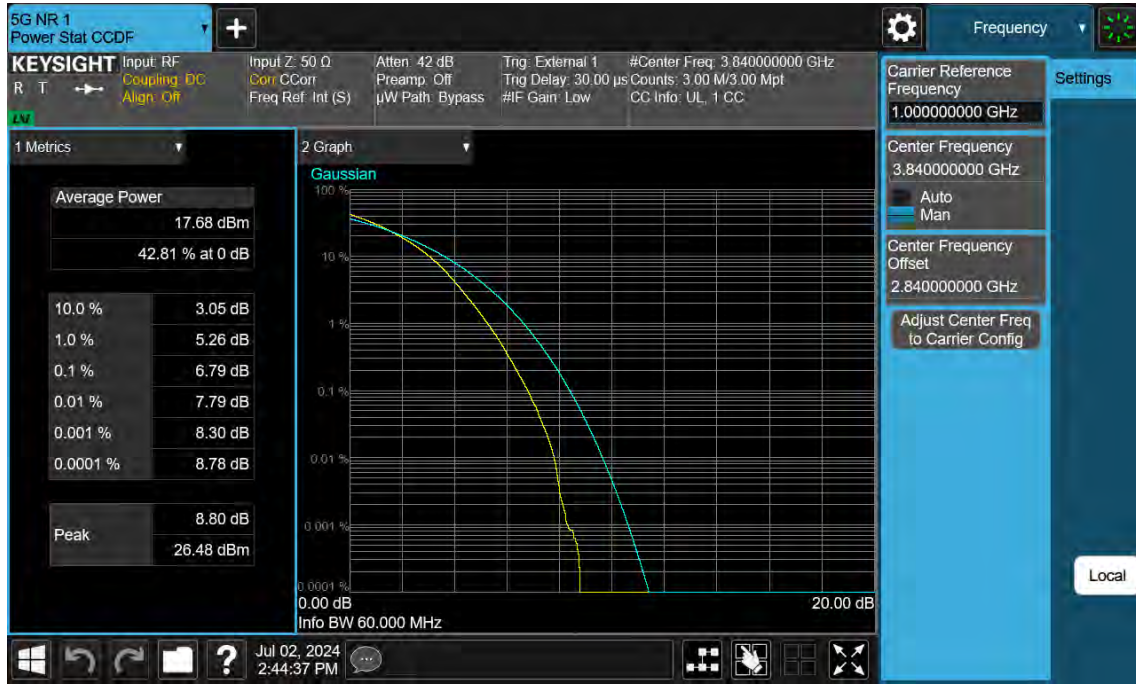 5G NR 1
Power Stat CCDF
+
Frequency
KEYSIGHT
R T
LXI
Input: RF
Coupling: DC
Align: Off
Input Z: 50 Ω
Corr CCorr
Freq Ref: Int (S)
Atten: 42 dB
Preamp: Off
µW Path: Bypass
Trig: External 1
Trig Delay: 30.00 µs
#IF Gain: Low
#Center Freq: 3.840000000 GHz
Counts: 3.00 M/3.00 Mpt
CC Info: UL, 1 CC
Carrier Reference
Frequency
1.000000000 GHz
Settings
Center Frequency
3.840000000 GHz
Auto
Man
Center Frequency
Offset
2.840000000 GHz
Adjust Center Freq
to Carrier Config
Local
1 Metrics
Average Power
17.68 dBm
42.81 % at 0 dB
10.0 % 3.05 dB
1.0 % 5.26 dB
0.1 % 6.79 dB
0.01 % 7.79 dB
0.001 % 8.30 dB
0.0001 % 8.78 dB
Peak
8.80 dB
26.48 dBm
2 Graph
Gaussian
100 %
10 %
1 %
0.1 %
0.01 %
0.001 %
0.0001 %
0.00 dB 20.00 dB
Info BW 60.000 MHz
?
Jul 02, 2024
2:44:37 PM